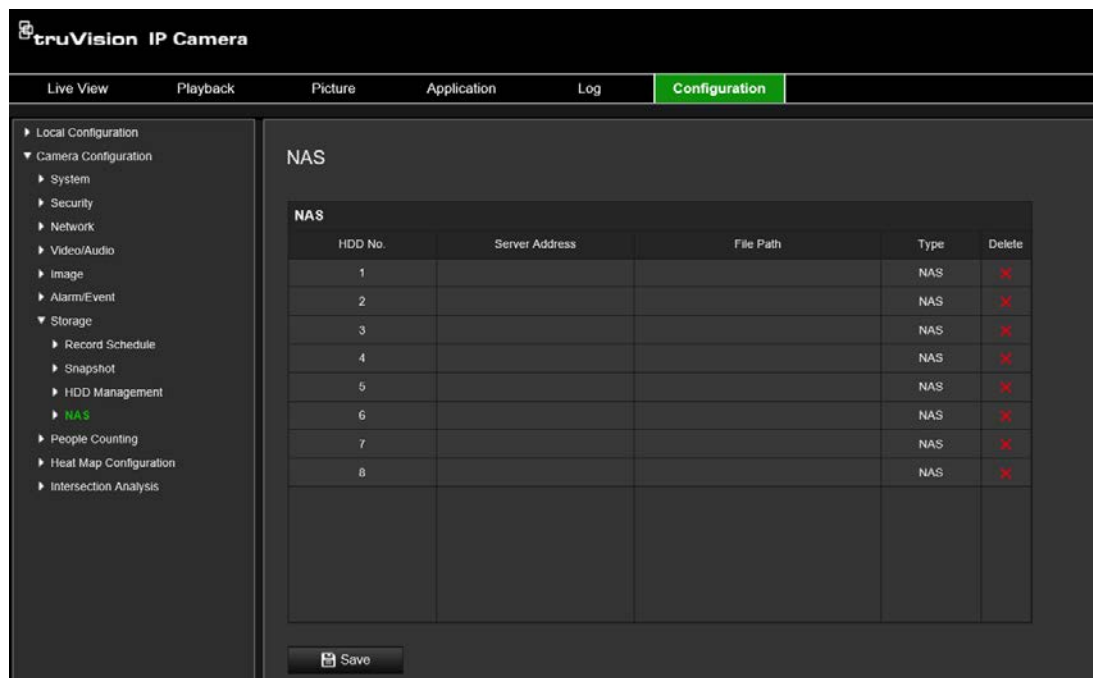 truVision IP Camera
Live View Playback Picture Application Log Configuration
Local Configuration
Camera Configuration
System
Security
Network
Video/Audio
Image
Alarm/Event
Storage
Record Schedule
Snapshot
HDD Management
NAS
People Counting
Heat Map Configuration
Intersection Analysis
NAS
NAS
HDD No. Server Address File Path Type Delete
1 NAS
2 NAS
3 NAS
4 NAS
5 NAS
6 NAS
7 NAS
8 NAS
Save